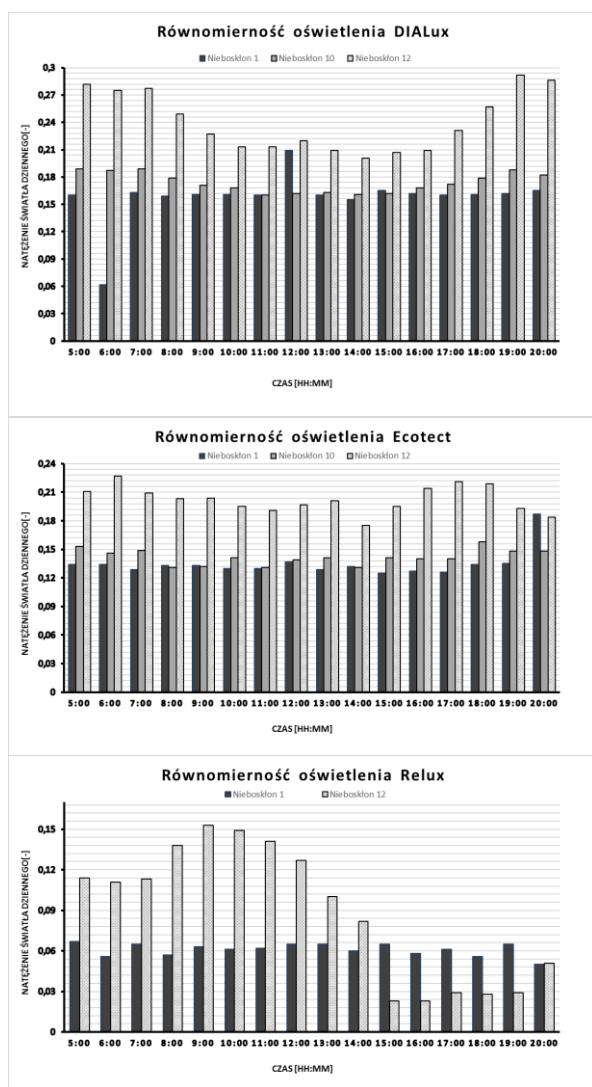 Równomierność oświetlenia DIALux
Nieboskłon 1 Nieboskłon 10 Nieboskłon 12
NATĘŻENIE ŚWIATŁA DZIENNEGO[-]
0,3
0,27
0,24
0,21
0,18
0,15
0,12
0,09
0,06
0,03
0
5:00 6:00 7:00 8:00 9:00 10:00 11:00 12:00 13:00 14:00 15:00 16:00 17:00 18:00 19:00 20:00
CZAS [HH:MM]
Równomierność oświetlenia Ecotect
Nieboskłon 1 Nieboskłon 10 Nieboskłon 12
NATĘŻENIE ŚWIATŁA DZIENNEGO[-]
0,24
0,21
0,18
0,15
0,12
0,09
0,06
0,03
0
5:00 6:00 7:00 8:00 9:00 10:00 11:00 12:00 13:00 14:00 15:00 16:00 17:00 18:00 19:00 20:00
CZAS [HH:MM]
Równomierność oświetlenia Relux
Nieboskłon 1 Nieboskłon 12
NATĘŻENIE ŚWIATŁA DZIENNEGO[-]
0,15
0,12
0,09
0,06
0,03
0
5:00 6:00 7:00 8:00 9:00 10:00 11:00 12:00 13:00 14:00 15:00 16:00 17:00 18:00 19:00 20:00
CZAS [HH:MM]